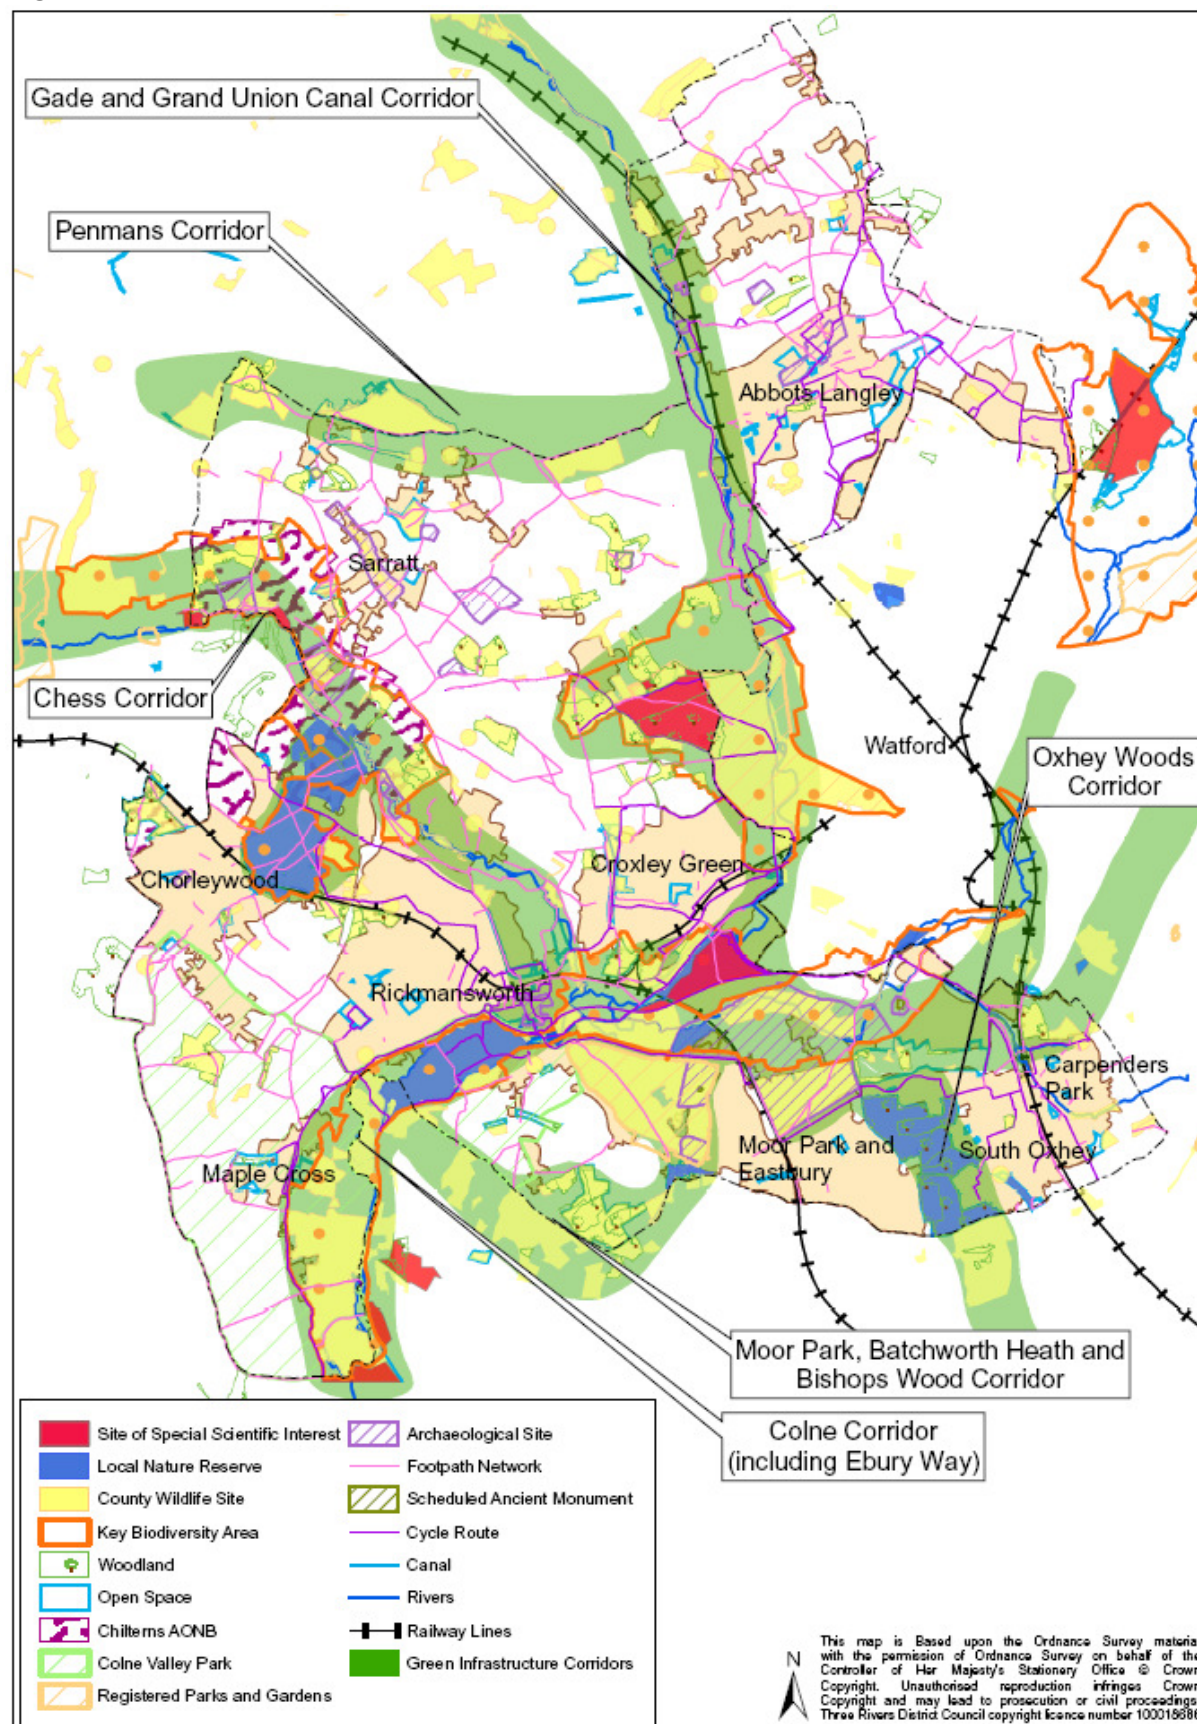 Gade and Grand Union Canal Corridor
Penmans Corridor
Abbots Langley
Sarratt
Chess Corridor
Watford
Oxhey Woods
Corridor
Croxley Green
Chorleywood
Rickmansworth
Carpenders
Park
Moor Park and
Eastbury
South Oxhey
Maple Cross
Moor Park, Batchworth Heath and
Bishops Wood Corridor
Colne Corridor
(including Ebury Way)
Site of Special Scientific Interest
Local Nature Reserve
County Wildlife Site
Key Biodiversity Area
Woodland
Open Space
Chilterns AONB
Colne Valley Park
Registered Parks and Gardens
Archaeological Site
Footpath Network
Scheduled Ancient Monument
Cycle Route
Canal
Rivers
Railway Lines
Green Infrastructure Corridors
N
This map is Based upon the Ordnance Survey materia
with the permission of Ordnance Survey on behalf of the
Controller of Her Majesty's Stationery Office © Crown
Copyright. Unauthorised reproduction infringes Crown
Copyright and may lead to prosecution or civil proceedings
Three Rivers District Council copyright licence number 100018686